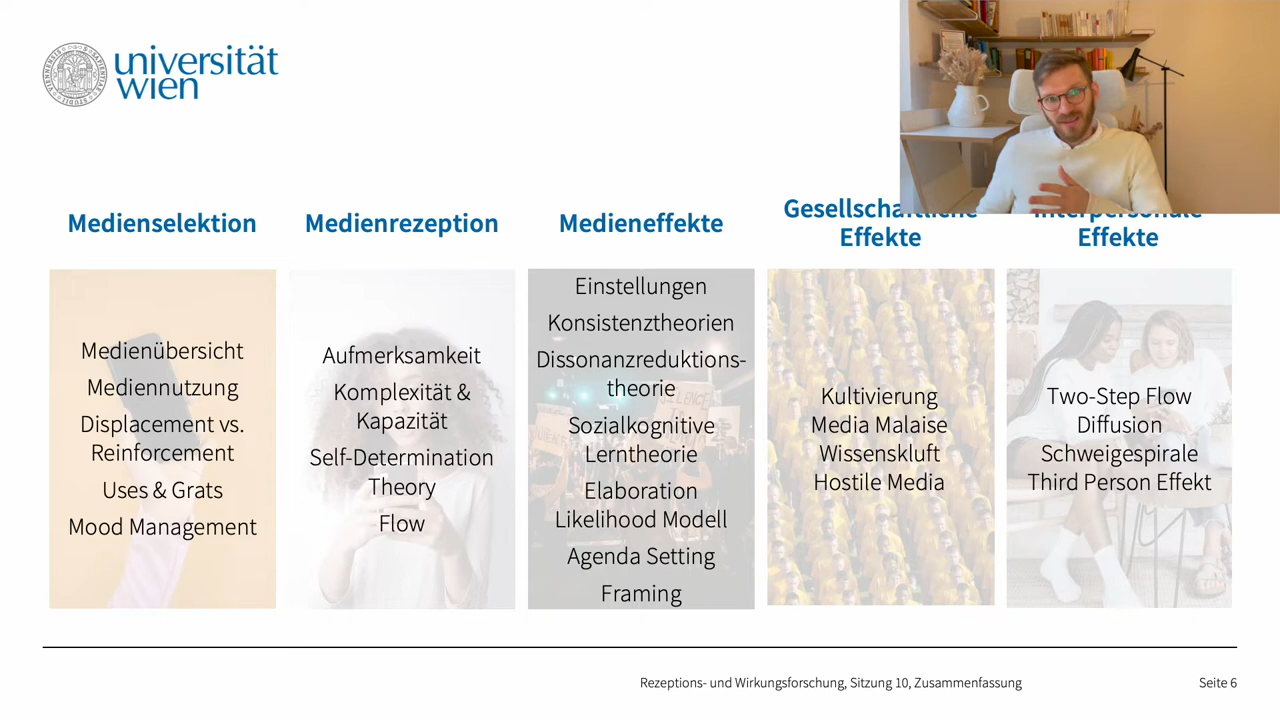 universität
wien
Medienselektion
Medienübersicht
Mediennutzung
Displacement vs.
Reinforcement
Uses & Grats
Mood Management
Medienrezeption
Aufmerksamkeit
Komplexität &
Kapazität
Self-Determination
Theory
Flow
Medieneffekte
Einstellungen
Konsistenztheorien
Dissonanzreduktions-
theorie
Sozialkognitive
Lerntheorie
Elaboration
Likelihood Modell
Agenda Setting
Framing
Gesellschaftliche
Effekte
Kultivierung
Media Malaise
Wissenskluft
Hostile Media
Interpersonale
Effekte
Two-Step Flow
Diffusion
Schweigespirale
Third Person Effekt
Rezeptions- und Wirkungsforschung, Sitzung 10, Zusammenfassung
Seite 6